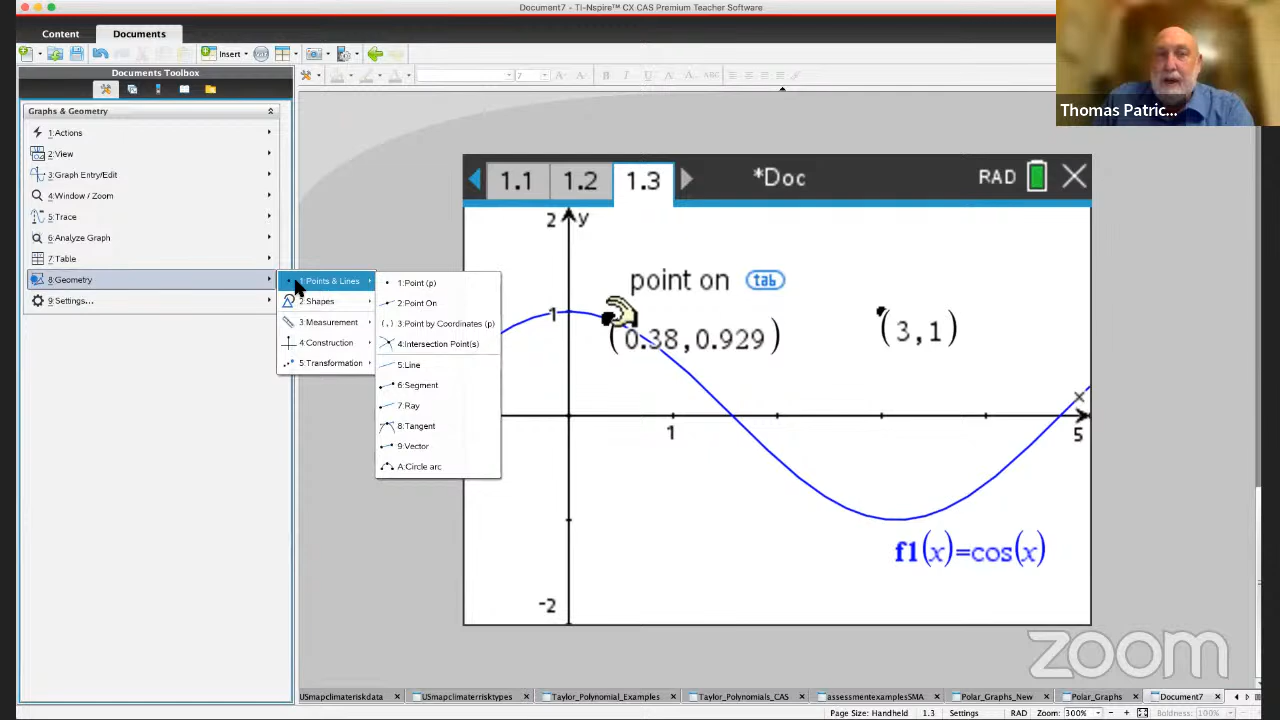 Document7 - TI-Nspire™ CX CAS Premium Teacher Software
Content
Documents
Insert
Documents Toolbox
7
B I U A A ABC
Graphs & Geometry
1:Actions
2:View
3:Graph Entry/Edit
4:Window / Zoom
5:Trace
6:Analyze Graph
7:Table
8:Geometry
9:Settings...
1:Points & Lines
2:Shapes
3:Measurement
4:Construction
5:Transformation
1:Point (p)
2:Point On
3:Point by Coordinates (p)
4:Intersection Point(s)
5:Line
6:Segment
7:Ray
8:Tangent
9:Vector
A:Circle arc
1.1
1.2
1.3
*Doc
RAD
2
y
point on tab
1
(0.38,0.929)
(3,1)
x
1
5
f1(x)=cos(x)
-2
Thomas Patric...
zoom
USmapclimateriskdata
USmapclimaterisktypes
Taylor_Polynomial_Examples
Taylor_Polynomials_CAS
assessmentexamplesSMA
Polar_Graphs_New
Polar_Graphs
Document7
Page Size: Handheld
1.3
Settings
RAD
Zoom: 300%
Boldness: 100%